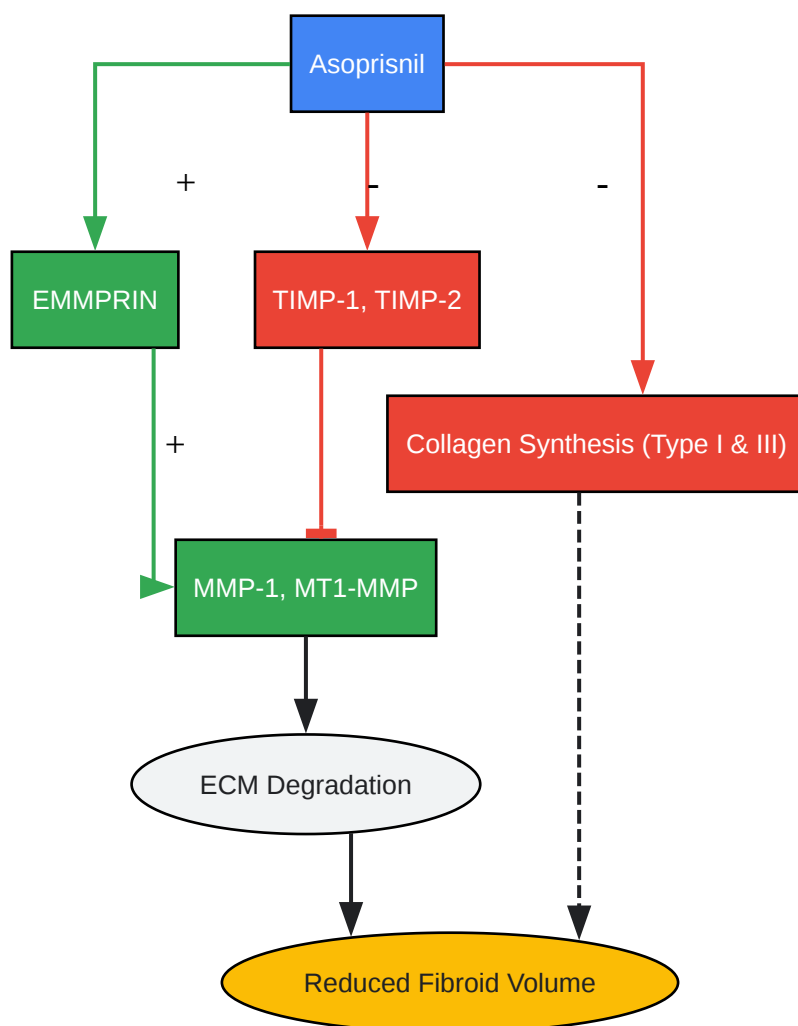 Asoprisnil
+
-
-
EMMPRIN
TIMP-1, TIMP-2
+
Collagen Synthesis (Type I & III)
MMP-1, MT1-MMP
ECM Degradation
Reduced Fibroid Volume